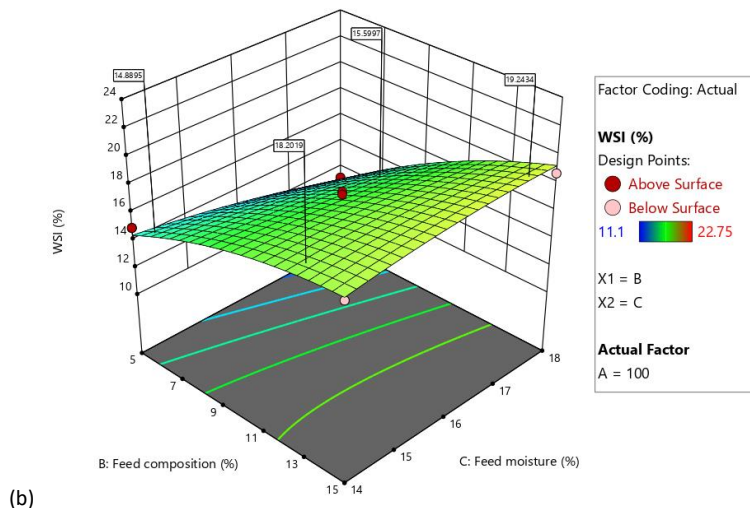 15.5997
14.8895
19.2434
18.2019
24
22
20
18
16
14
12
10
WSI (%)
5
7
9
11
13
15
14
15
16
17
18
B: Feed composition (%)
C: Feed moisture (%)
(b)
Factor Coding: Actual
WSI (%)
Design Points:
Above Surface
Below Surface
11.1 22.75
X1 = B
X2 = C
Actual Factor
A = 100